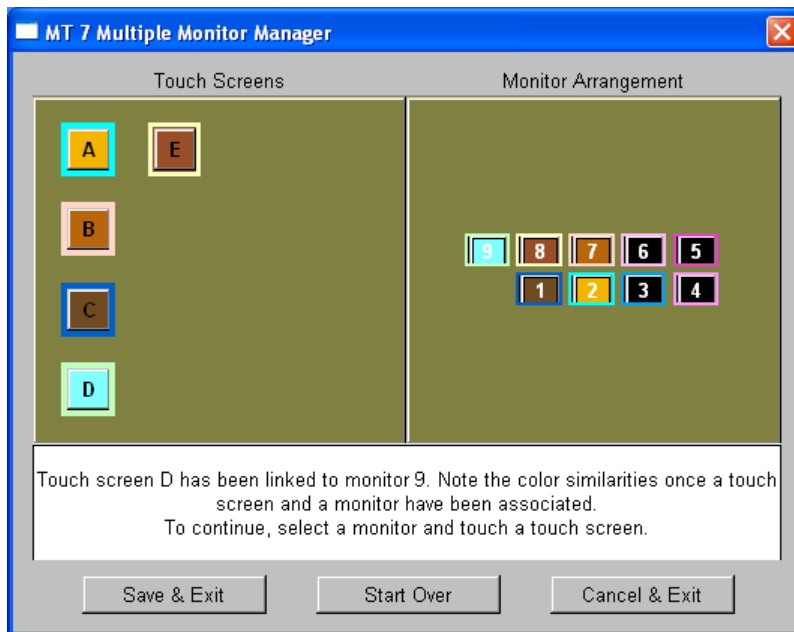 MT 7 Multiple Monitor Manager
Touch Screens
Monitor Arrangement
A E
B
C
D
9 8 7 6 5
1 2 3 4
Touch screen D has been linked to monitor 9. Note the color similarities once a touch
screen and a monitor have been associated.
To continue, select a monitor and touch a touch screen.
Save & Exit
Start Over
Cancel & Exit